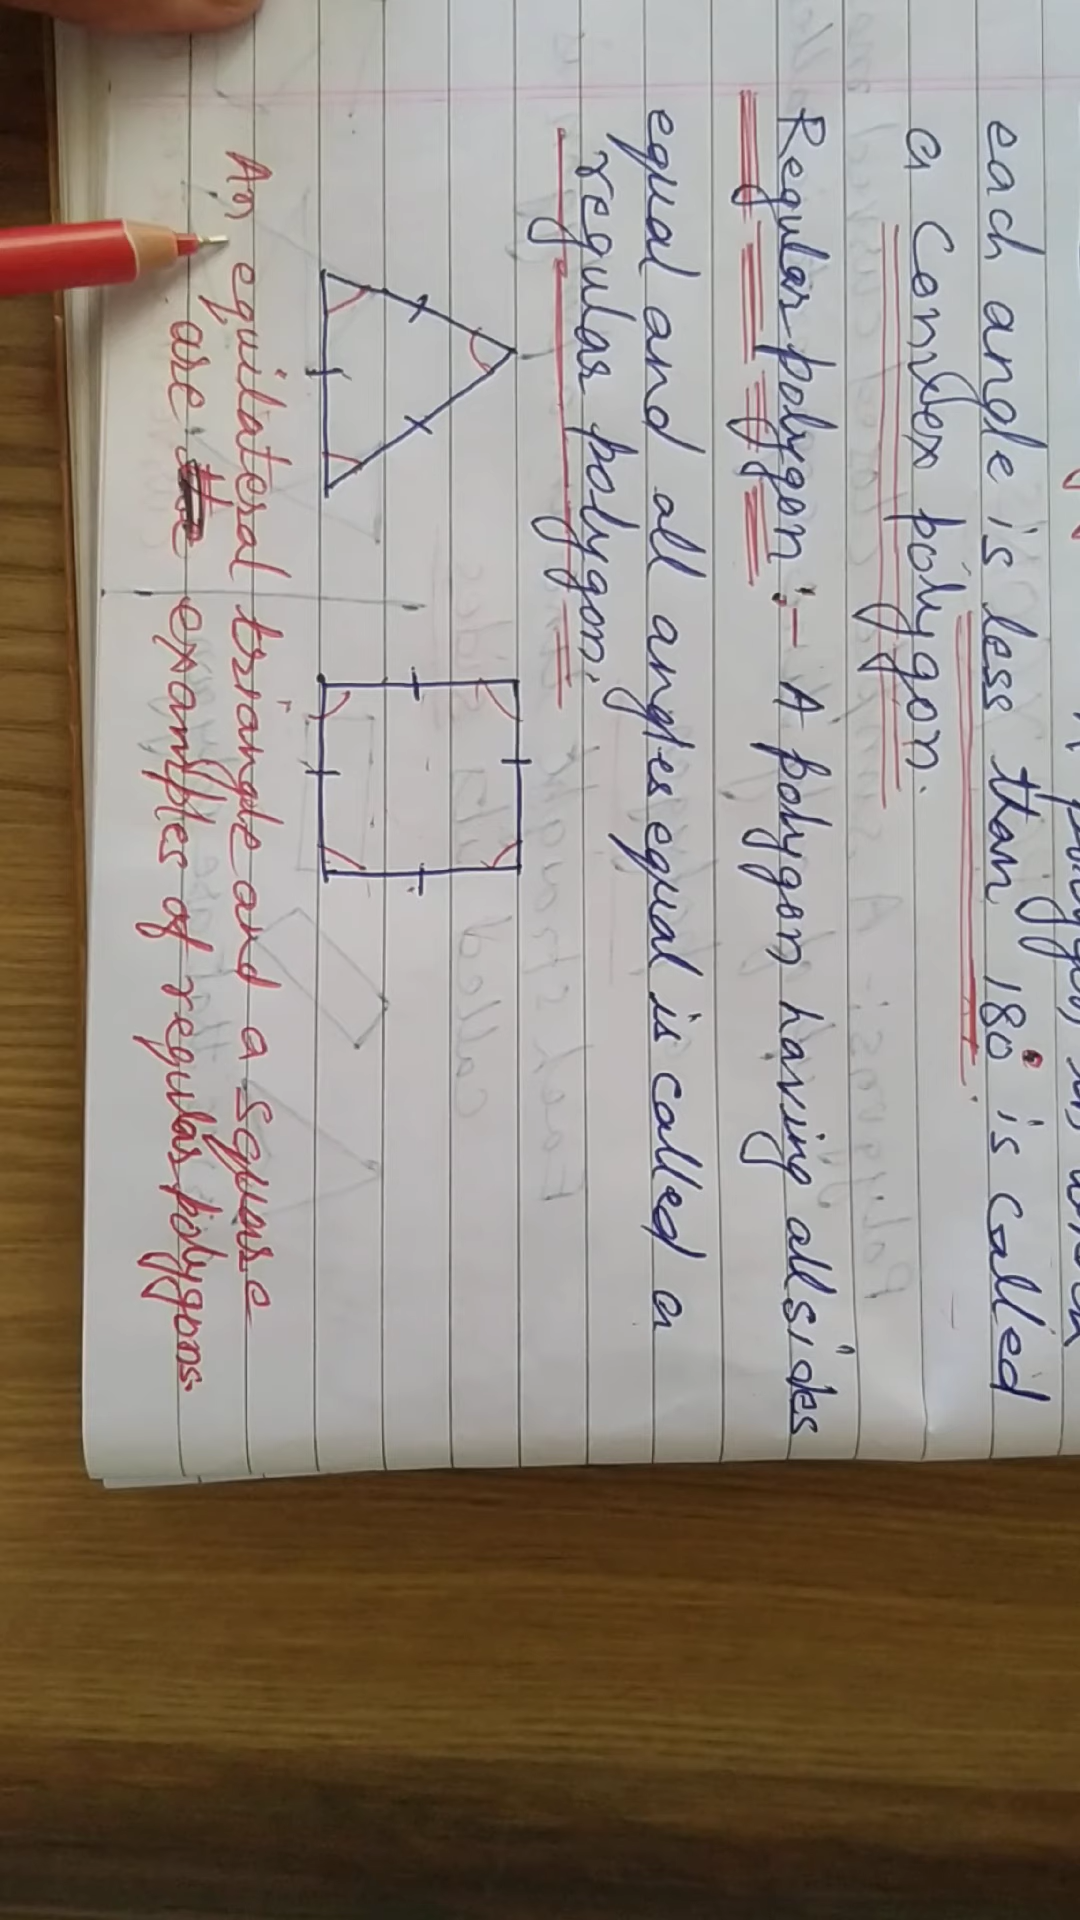 each angle is less than 180° is called
a Convex polygon.
Regular polygon :- A polygon having all sides
equal and all angles equal is called a
regular polygon.
An equilateral triangle and a square
are the examples of regular polygons.